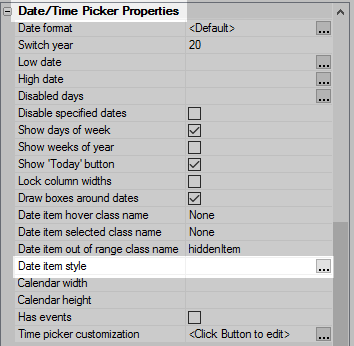 Date/Time Picker Properties
Date format <Default> ...
Switch year 20
Low date ...
High date ...
Disabled days ...
Disable specified dates
Show days of week
Show weeks of year
Show 'Today' button
Lock column widths
Draw boxes around dates
Date item hover class name None
Date item selected class name None
Date item out of range class name hiddenItem
Date item style ...
Calendar width
Calendar height
Has events
Time picker customization <Click Button to edit> ...